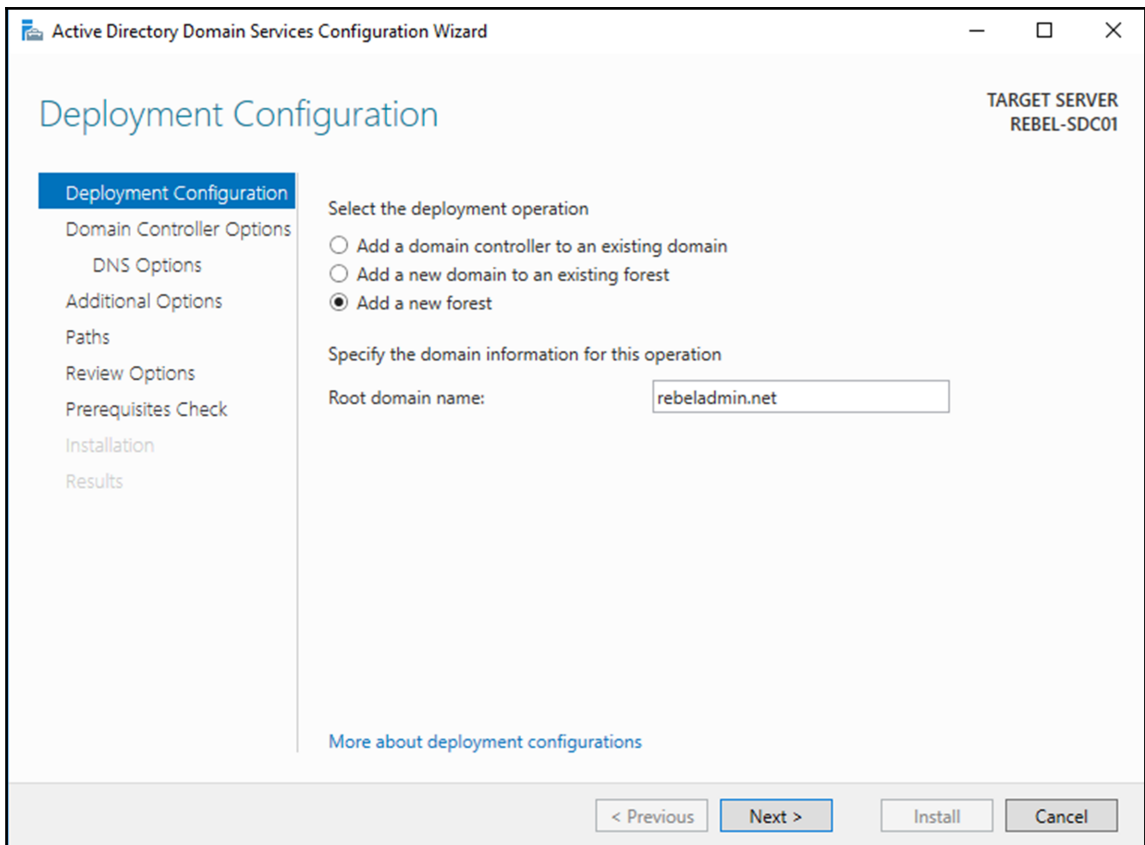 Active Directory Domain Services Configuration Wizard
Deployment Configuration
TARGET SERVER
REBEL-SDC01
Deployment Configuration
Domain Controller Options
DNS Options
Additional Options
Paths
Review Options
Prerequisites Check
Installation
Results
Select the deployment operation
Add a domain controller to an existing domain
Add a new domain to an existing forest
Add a new forest
Specify the domain information for this operation
Root domain name: rebeladmin.net
More about deployment configurations
< Previous Next > Install Cancel